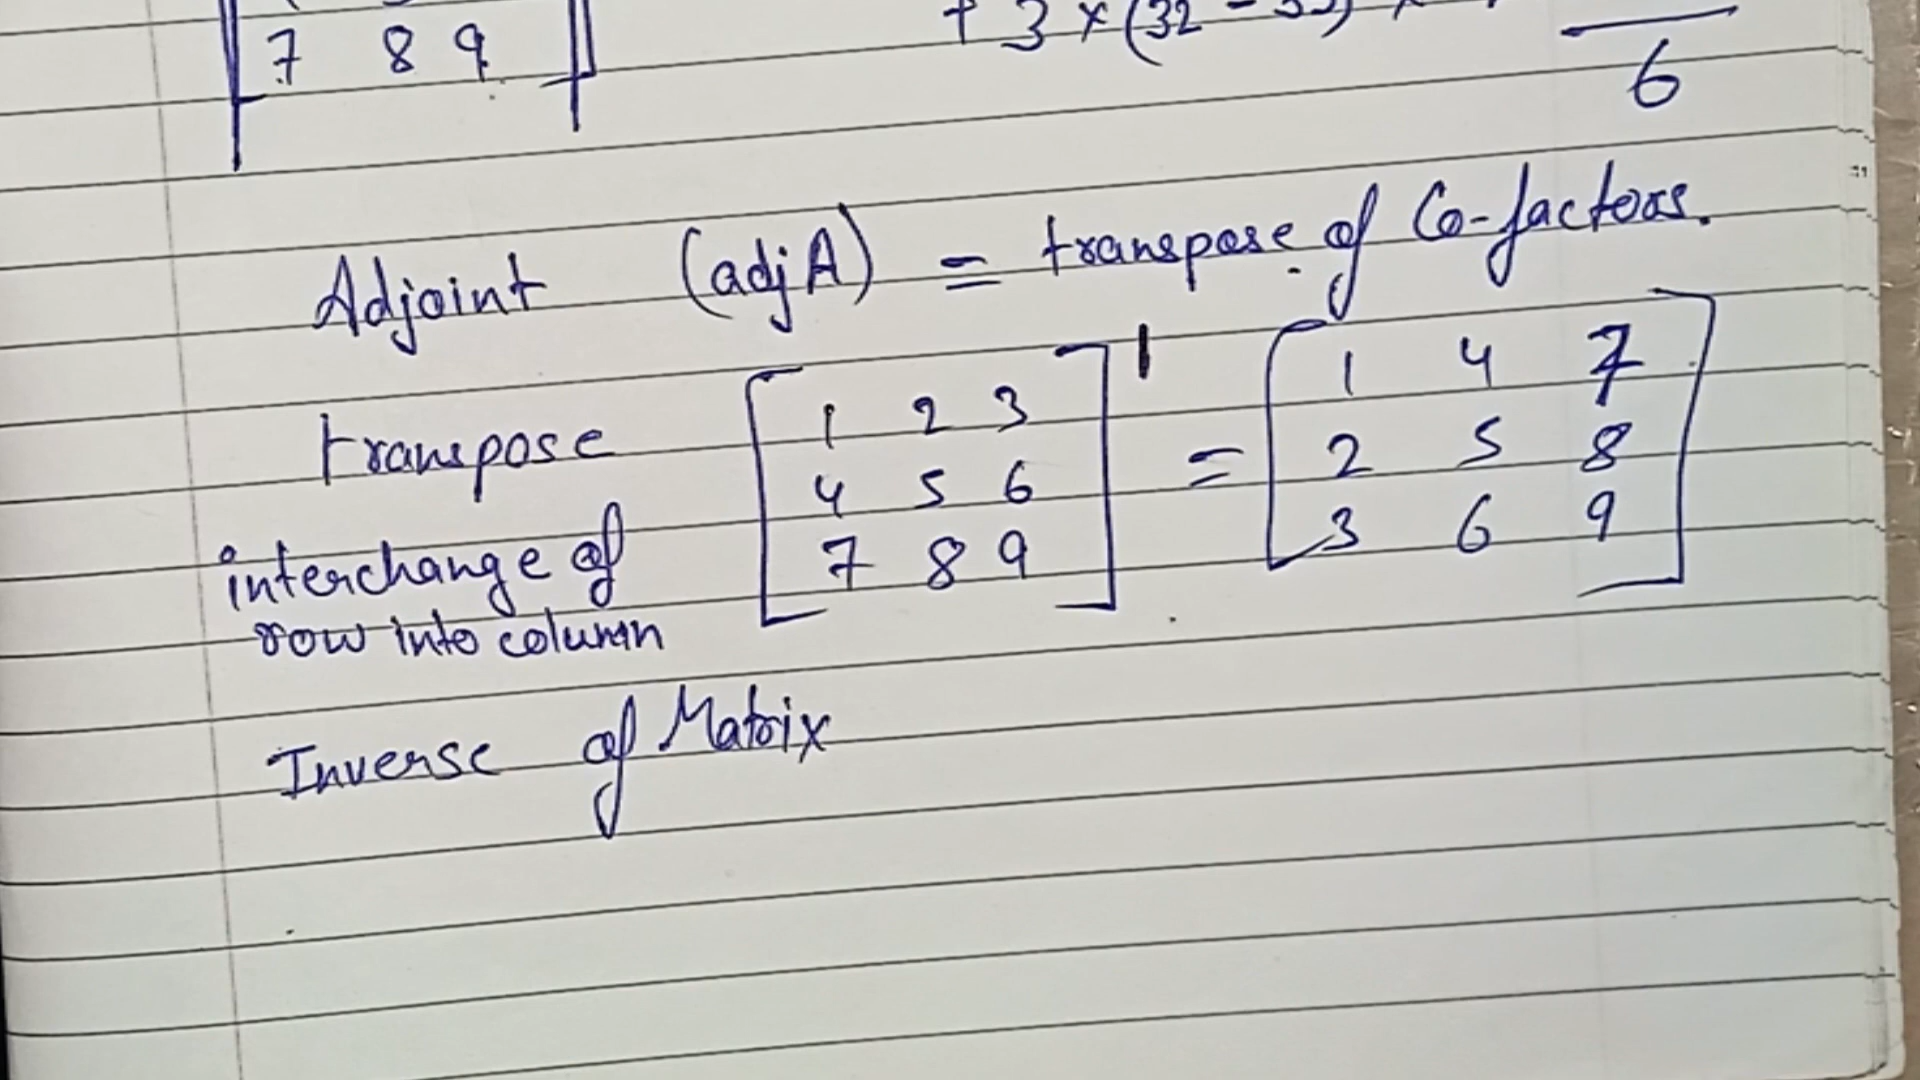 7 8 9
+ 3 × (32 -
6
Adjoint (adj A) = transpose of Co-factors.
transpose
[1 2 3
4 5 6
7 8 9]'
=
[1 4 7
2 5 8
3 6 9]
interchange of
row into column
Inverse of Matrix